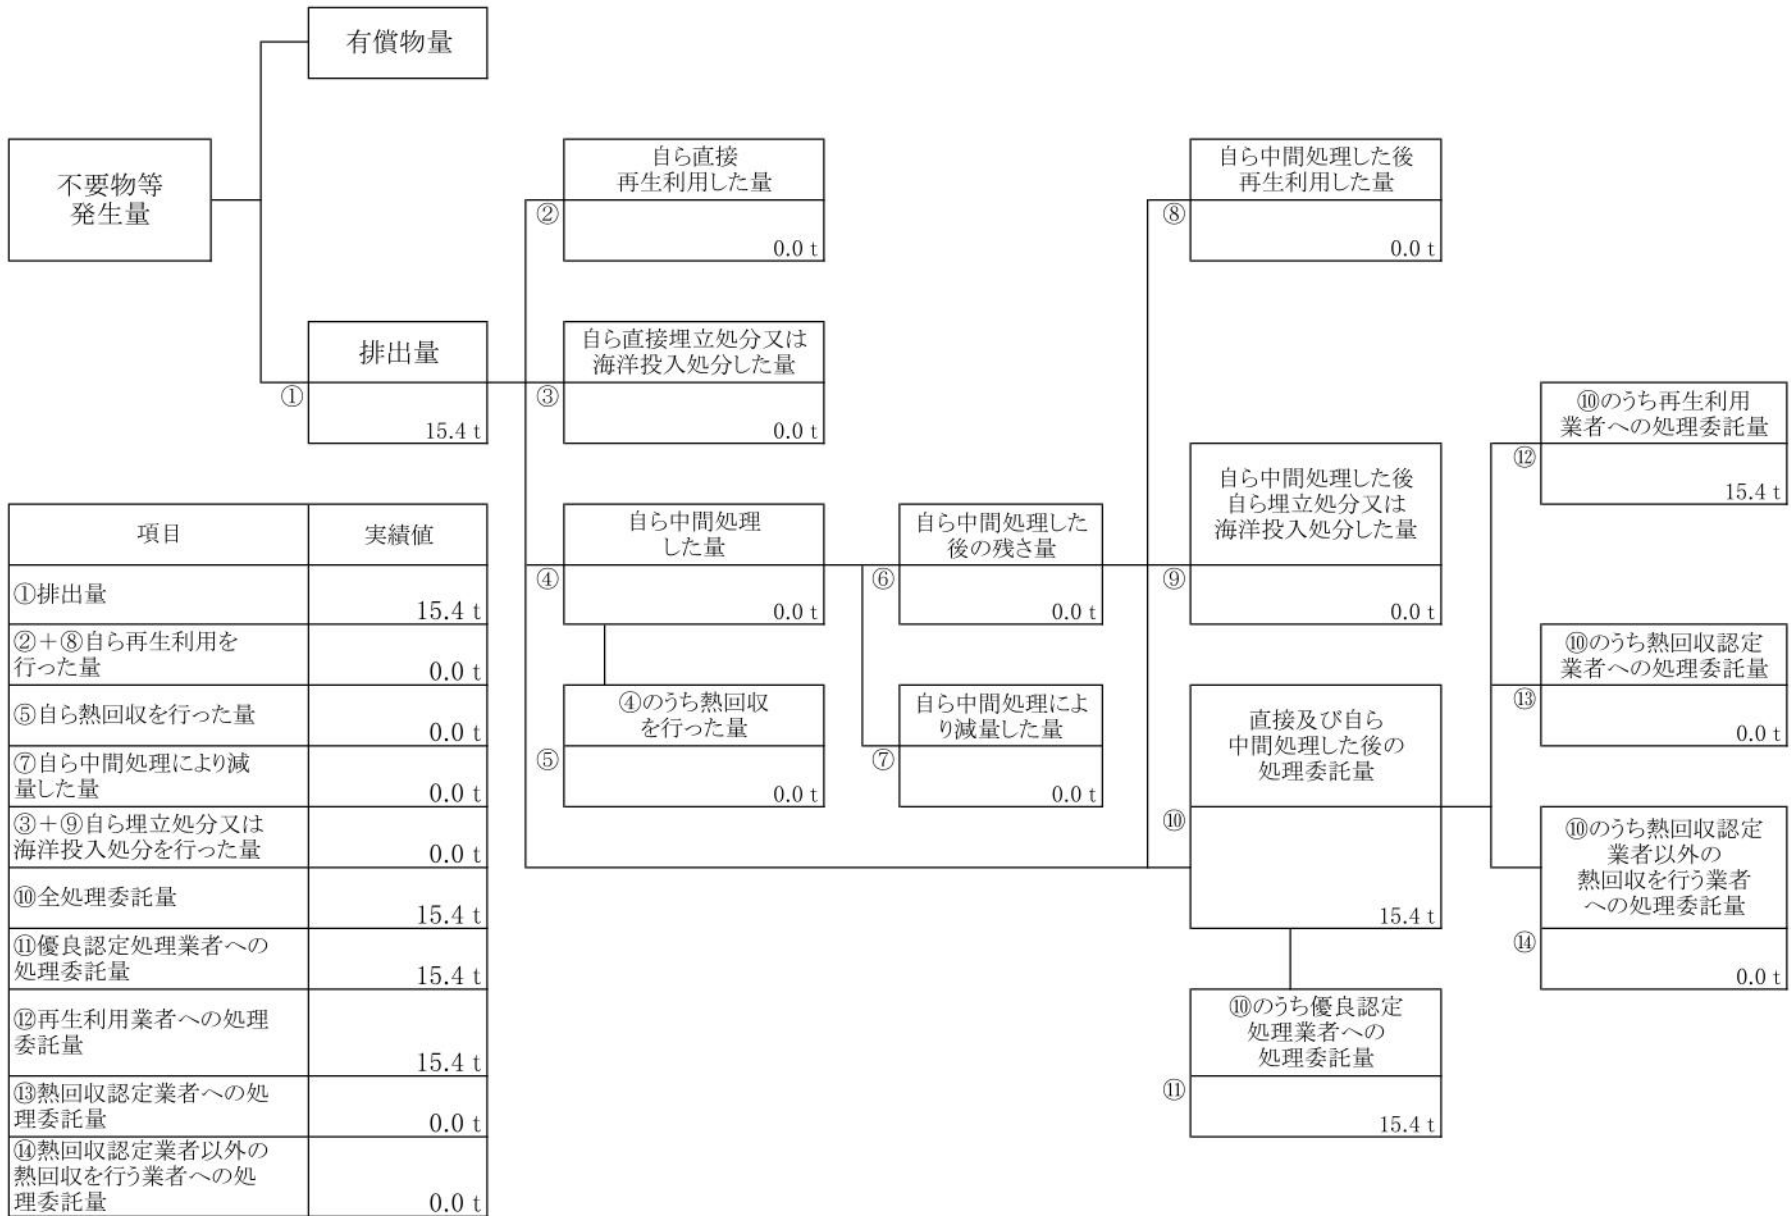 有償物量
不要物等
発生量
自ら直接
再生利用した量
②
0.0 t
自ら中間処理した後
再生利用した量
⑧
0.0 t
排出量
①
15.4 t
自ら直接埋立処分又は
海洋投入処分した量
③
0.0 t
⑩のうち再生利用
業者への処理委託量
⑫
15.4 t
自ら中間処理
した量
④
0.0 t
自ら中間処理した
後の残さ量
⑥
0.0 t
自ら中間処理した後
自ら埋立処分又は
海洋投入処分した量
⑨
0.0 t
⑩のうち熱回収認定
業者への処理委託量
⑬
0.0 t
④のうち熱回収
を行った量
⑤
0.0 t
自ら中間処理によ
り減量した量
⑦
0.0 t
直接及び自ら
中間処理した後の
処理委託量
⑩
15.4 t
⑩のうち熱回収認定
業者以外の
熱回収を行う業者
への処理委託量
⑭
0.0 t
⑩のうち優良認定
処理業者への
処理委託量
⑪
15.4 t
項目 実績値
①排出量
15.4 t
②+⑧自ら再生利用を
行った量
0.0 t
⑤自ら熱回収を行った量
0.0 t
⑦自ら中間処理により減
量した量
0.0 t
③+⑨自ら埋立処分又は
海洋投入処分を行った量
0.0 t
⑩全処理委託量
15.4 t
⑪優良認定処理業者への
処理委託量
15.4 t
⑫再生利用業者への処理
委託量
15.4 t
⑬熱回収認定業者への処
理委託量
0.0 t
⑭熱回収認定業者以外の
熱回収を行う業者への処
理委託量
0.0 t